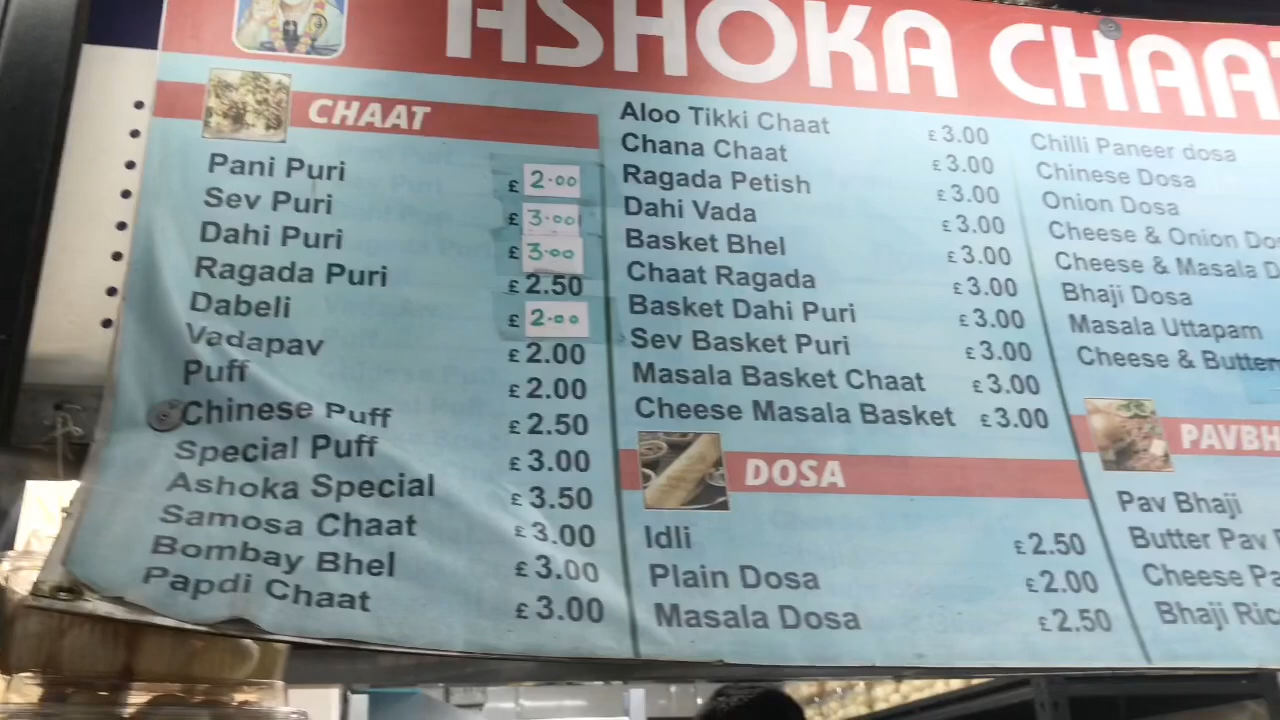 ASHOKA CHAAT
CHAAT
Pani Puri £ 2.00
Sev Puri £ 3.00
Dahi Puri £ 3.00
Ragada Puri £ 2.50
Dabeli £ 2.00
Vadapav £ 2.00
Puff £ 2.00
Chinese Puff £ 2.50
Special Puff £ 3.00
Ashoka Special £ 3.50
Samosa Chaat £ 3.00
Bombay Bhel £ 3.00
Papdi Chaat £ 3.00
Aloo Tikki Chaat £ 3.00
Chana Chaat £ 3.00
Ragada Petish £ 3.00
Dahi Vada £ 3.00
Basket Bhel £ 3.00
Chaat Ragada £ 3.00
Basket Dahi Puri £ 3.00
Sev Basket Puri £ 3.00
Masala Basket Chaat £ 3.00
Cheese Masala Basket £ 3.00
DOSA
Idli £ 2.50
Plain Dosa £ 2.00
Masala Dosa £ 2.50
Chilli Paneer dosa
Chinese Dosa
Onion Dosa
Cheese & Onion Do
Cheese & Masala D
Bhaji Dosa
Masala Uttapam
Cheese & Butter
PAVBH
Pav Bhaji
Butter Pav
Cheese Pa
Bhaji Ric